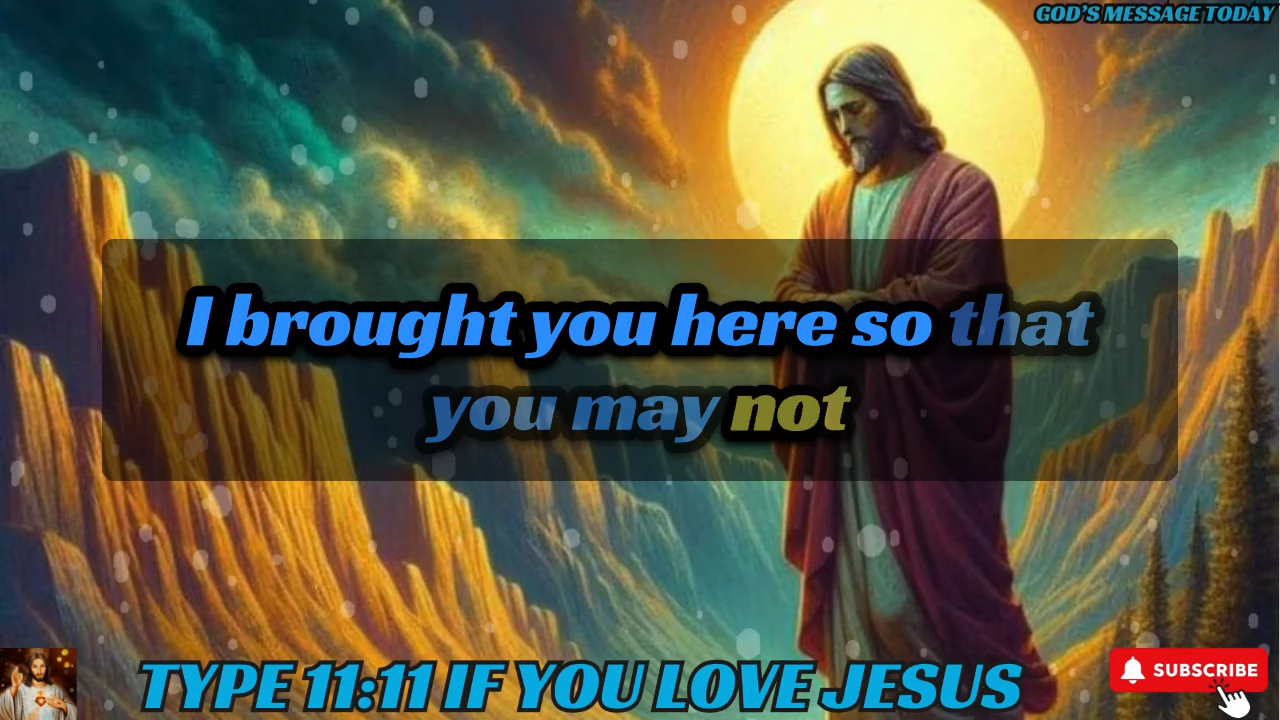 GOD'S MESSAGE TODAY
I brought you here so that
you may not
TYPE 11:11 IF YOU LOVE JESUS
SUBSCRIBE